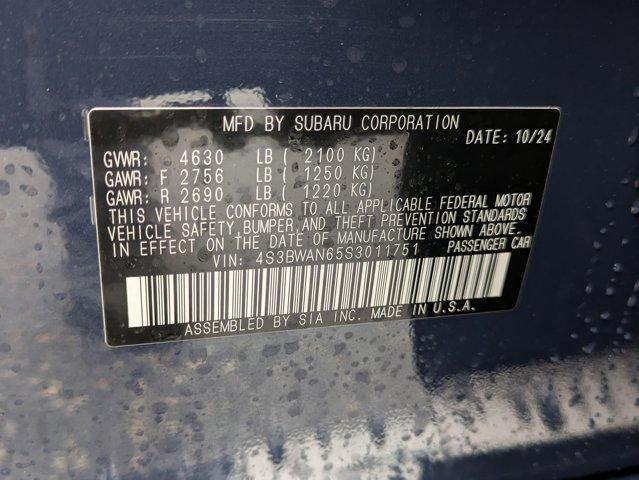 MFD BY SUBARU CORPORATION
DATE: 10/24
GVWR: 4630 LB ( 2100 KG)
GAWR: F 2756 LB ( 1250 KG)
GAWR: R 2690 LB ( 1220 KG)
THIS VEHICLE CONFORMS TO ALL APPLICABLE FEDERAL MOTOR
VEHICLE SAFETY, BUMPER, AND THEFT PREVENTION STANDARDS
IN EFFECT ON THE DATE OF MANUFACTURE SHOWN ABOVE.
VIN: 4S3BWAN65S3011751 PASSENGER CAR
ASSEMBLED BY SIA INC. MADE IN U.S.A.